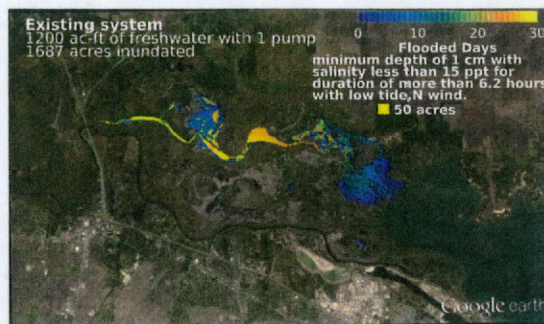 Existing system
1200 ac-ft of freshwater with 1 pump
1687 acres inundated
0 10 20 30
Flooded Days
minimum depth of 1 cm with
salinity less than 15 ppt for
duration of more than 6.2 hours
with low tide,N wind.
50 acres
Google earth